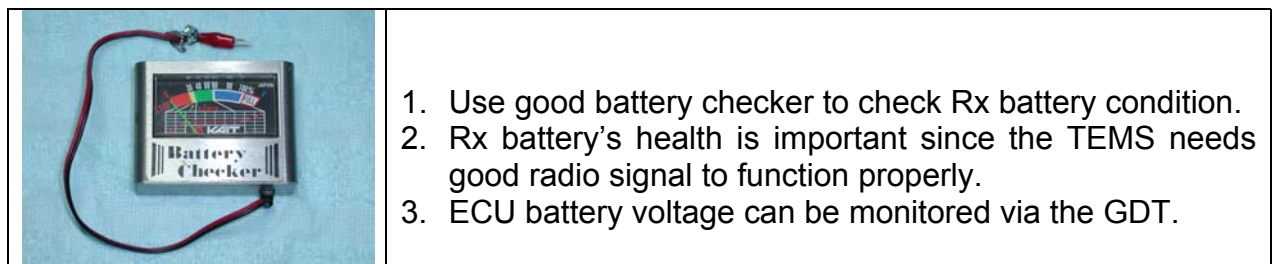 100%
KAIT
Battery
Checker
1. Use good battery checker to check Rx battery condition.
2. Rx battery’s health is important since the TEMS needs
good radio signal to function properly.
3. ECU battery voltage can be monitored via the GDT.